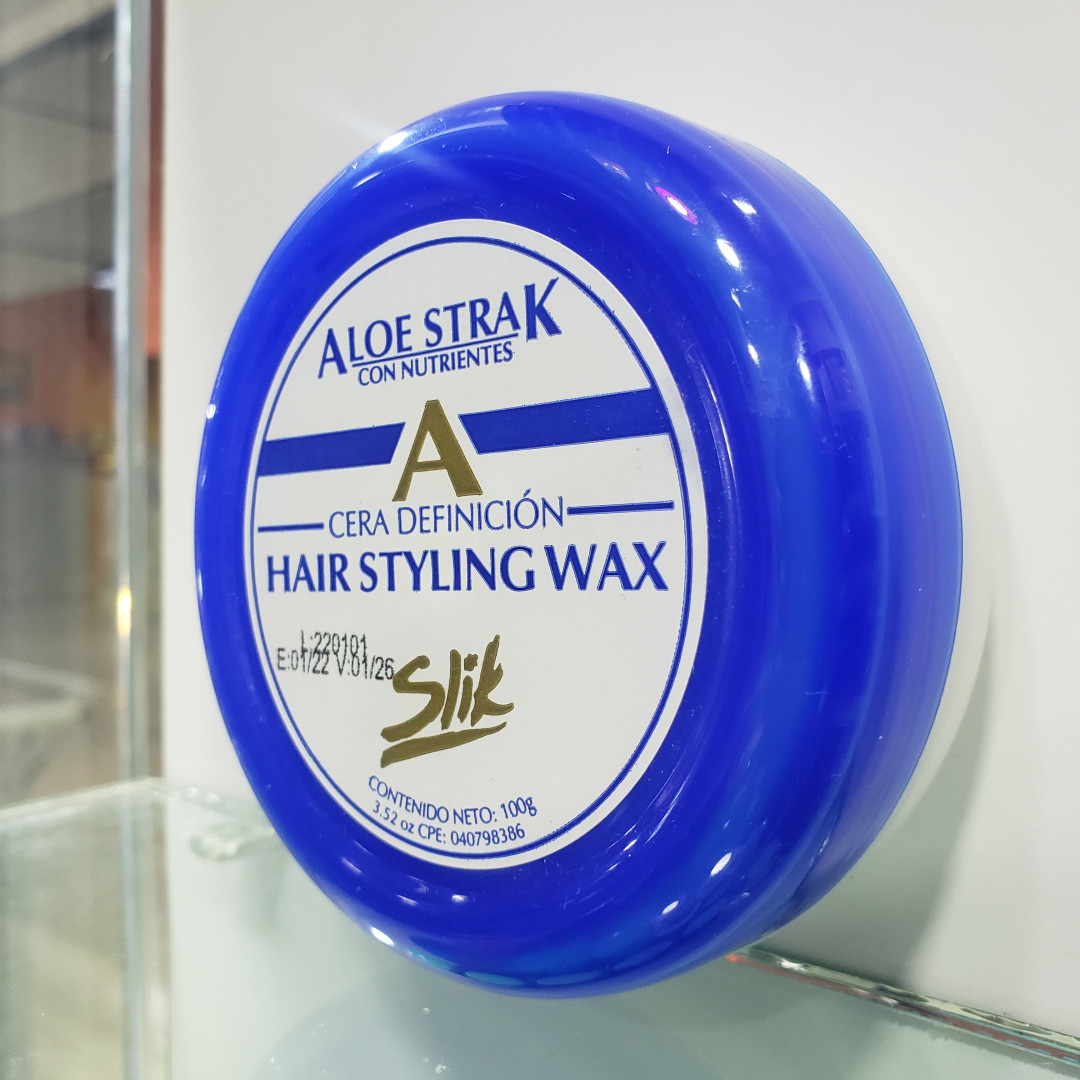 ALOE STRAK
CON NUTRIENTES
A
CERA DEFINICIÓN
HAIR STYLING WAX
L:220101
E:01/22 V:01/26
Slik
CONTENIDO NETO: 100g
3.52 oz CPE: 040798386